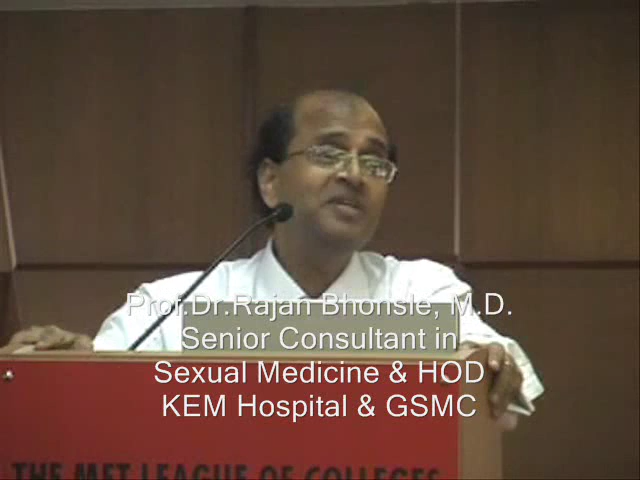 Prof.Dr.Rajan Bhonsle, M.D.
Senior Consultant in
Sexual Medicine & HOD
KEM Hospital & GSMC
THE MET LEAGUE OF COLLEGES